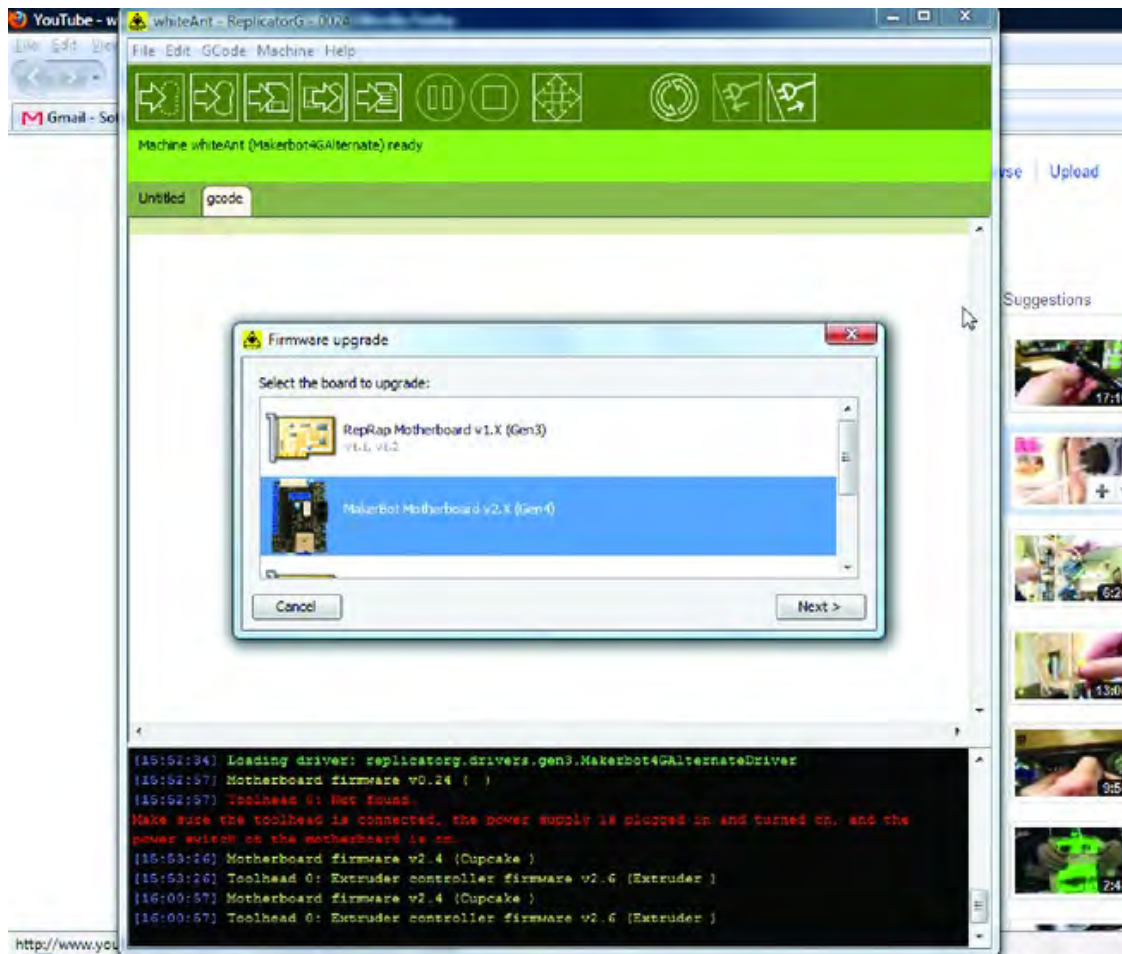 YouTube - w
whiteAnt - ReplicatorG - 0024
File Edit GCode Machine Help
Gmail - So
Machine whiteAnt (Makerbot4GAlternate) ready
Untitled gcode
Upload
Suggestions
Firmware upgrade
Select the board to upgrade:
RepRap Motherboard v1.X (Gen3)
v1.1, v1.2
MakerBot Motherboard v2.X (Gen4)
Cancel Next >
[15:52:34] Loading driver: replicatorg.drivers.gen3.Makerbot4GAlternateDriver
[15:52:57] Motherboard firmware v0.24 ( )
[15:52:57] Toolhead 0: Not found.
Make sure the toolhead is connected, the power supply is plugged in and turned on, and the
power switch on the motherboard is on.
[15:53:26] Motherboard firmware v2.4 (Cupcake )
[15:53:26] Toolhead 0: Extruder controller firmware v2.6 (Extruder )
[16:00:57] Motherboard firmware v2.4 (Cupcake )
[16:00:57] Toolhead 0: Extruder controller firmware v2.6 (Extruder )
http://www.you